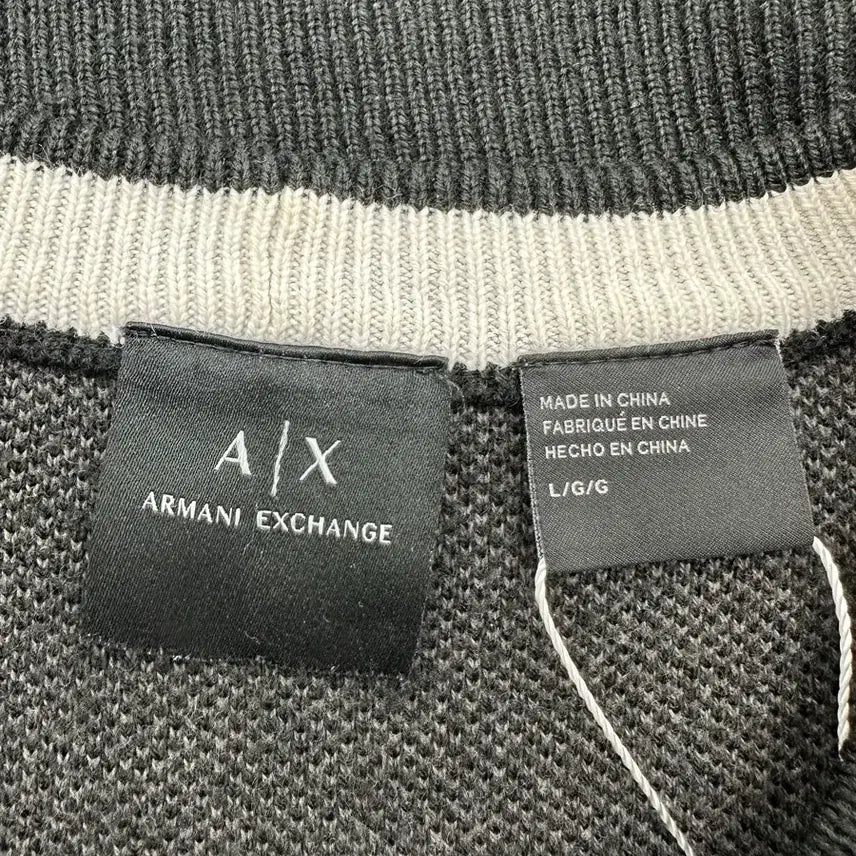 A|X
ARMANI EXCHANGE
MADE IN CHINA
FABRIQUÉ EN CHINE
HECHO EN CHINA
L/G/G